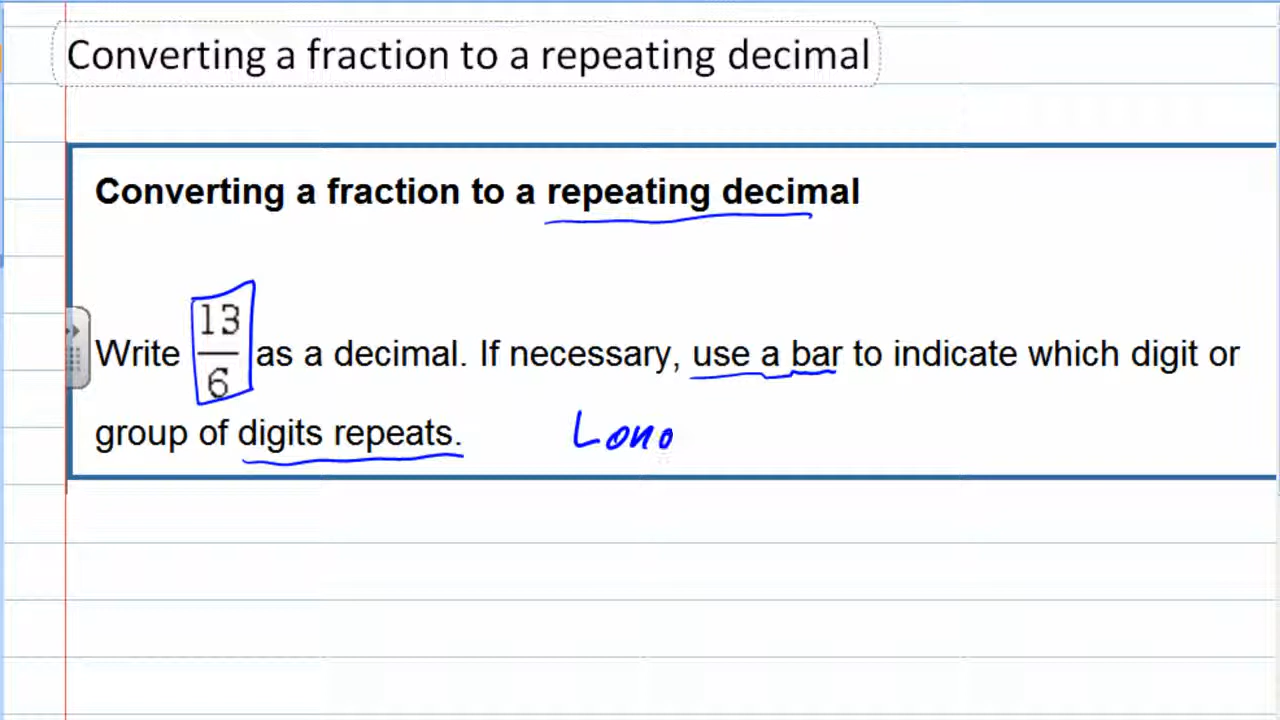 Converting a fraction to a repeating decimal
Converting a fraction to a repeating decimal
Write 13/6 as a decimal. If necessary, use a bar to indicate which digit or
group of digits repeats. Lono